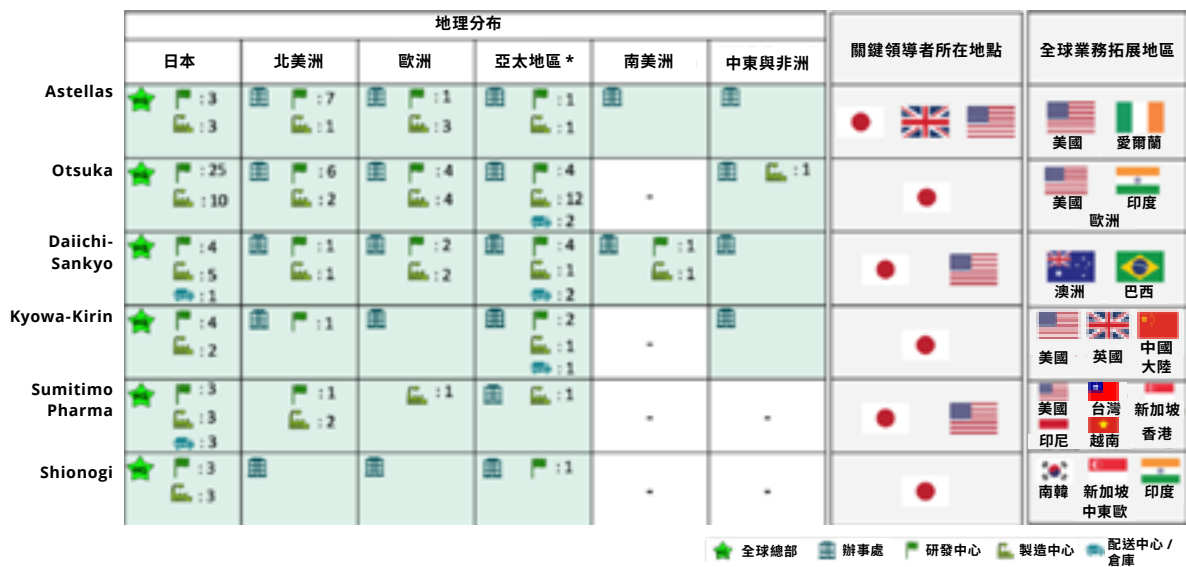 地理分布
關鍵領導者所在地點
全球業務拓展地區
日本
北美洲
歐洲
亞太地區 *
南美洲
中東與非洲
Astellas
: 3
: 7
: 1
: 1
: 3
: 1
: 3
: 1
美國
愛爾蘭
Otsuka
: 25
: 6
: 4
: 4
: 1
: 10
: 2
: 4
: 12
-
: 2
美國
印度
歐洲
Daiichi-
Sankyo
: 4
: 1
: 2
: 4
: 1
: 5
: 1
: 2
: 1
: 1
: 1
: 2
澳洲
巴西
Kyowa-Kirin
: 4
: 1
: 2
: 2
: 1
-
: 1
美國
英國
中國
大陸
Sumitimo
Pharma
: 3
: 1
: 1
: 1
: 3
: 2
-
-
: 3
美國
台灣
新加坡
印尼
越南
香港
Shionogi
: 3
: 1
: 3
-
-
南韓
新加坡
印度
中東歐
全球總部
辦事處
研發中心
製造中心
配送中心 /
倉庫